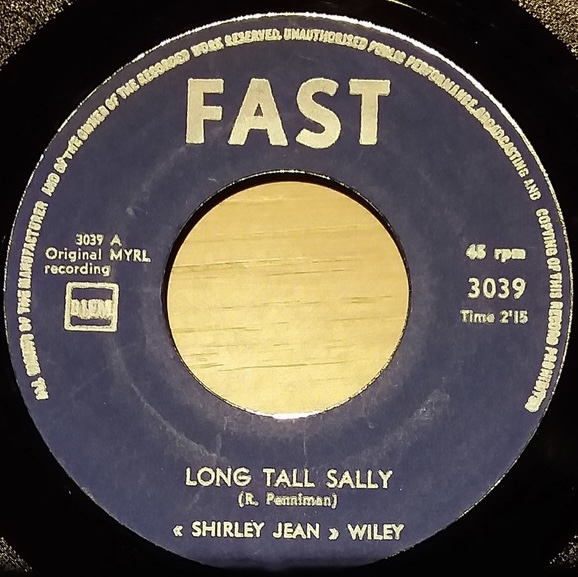 ALL RIGHTS OF THE MANUFACTURER AND OF THE OWNER OF THE RECORDED WORK RESERVED. UNAUTHORISED PUBLIC PERFORMANCE, BROADCASTING AND COPYING OF THIS RECORD PROHIBITED
FAST
3039 A
Original MYRL
recording
BIEM
45 rpm
3039
Time 2'15
LONG TALL SALLY
(R. Penniman)
« SHIRLEY JEAN » WILEY